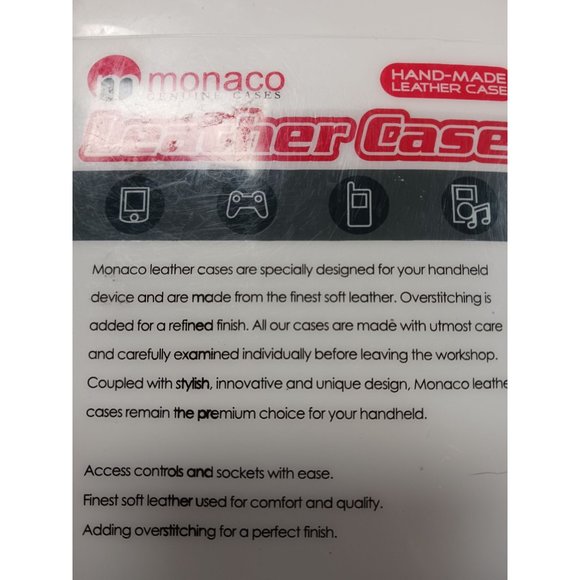 m monaco
GENUINE CASES
HAND-MADE
LEATHER CASE
Leather Case
Monaco leather cases are specially designed for your handheld
device and are made from the finest soft leather. Overstitching is
added for a refined finish. All our cases are made with utmost care
and carefully examined individually before leaving the workshop.
Coupled with stylish, innovative and unique design, Monaco leathe
cases remain the premium choice for your handheld.
Access controls and sockets with ease.
Finest soft leather used for comfort and quality.
Adding overstitching for a perfect finish.